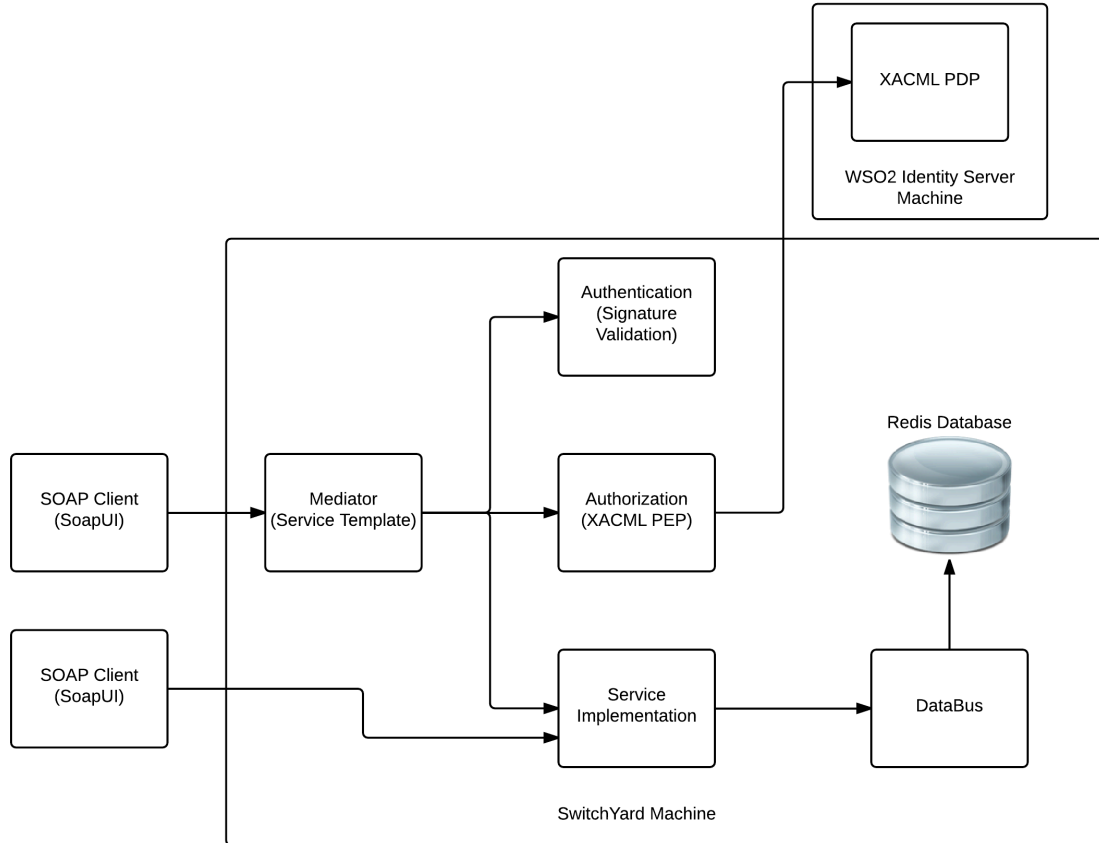 XACML PDP
WSO2 Identity Server
Machine
Authentication
(Signature
Validation)
Redis Database
SOAP Client
(SoapUI)
Mediator
(Service Template)
Authorization
(XACML PEP)
SOAP Client
(SoapUI)
Service
Implementation
DataBus
SwitchYard Machine